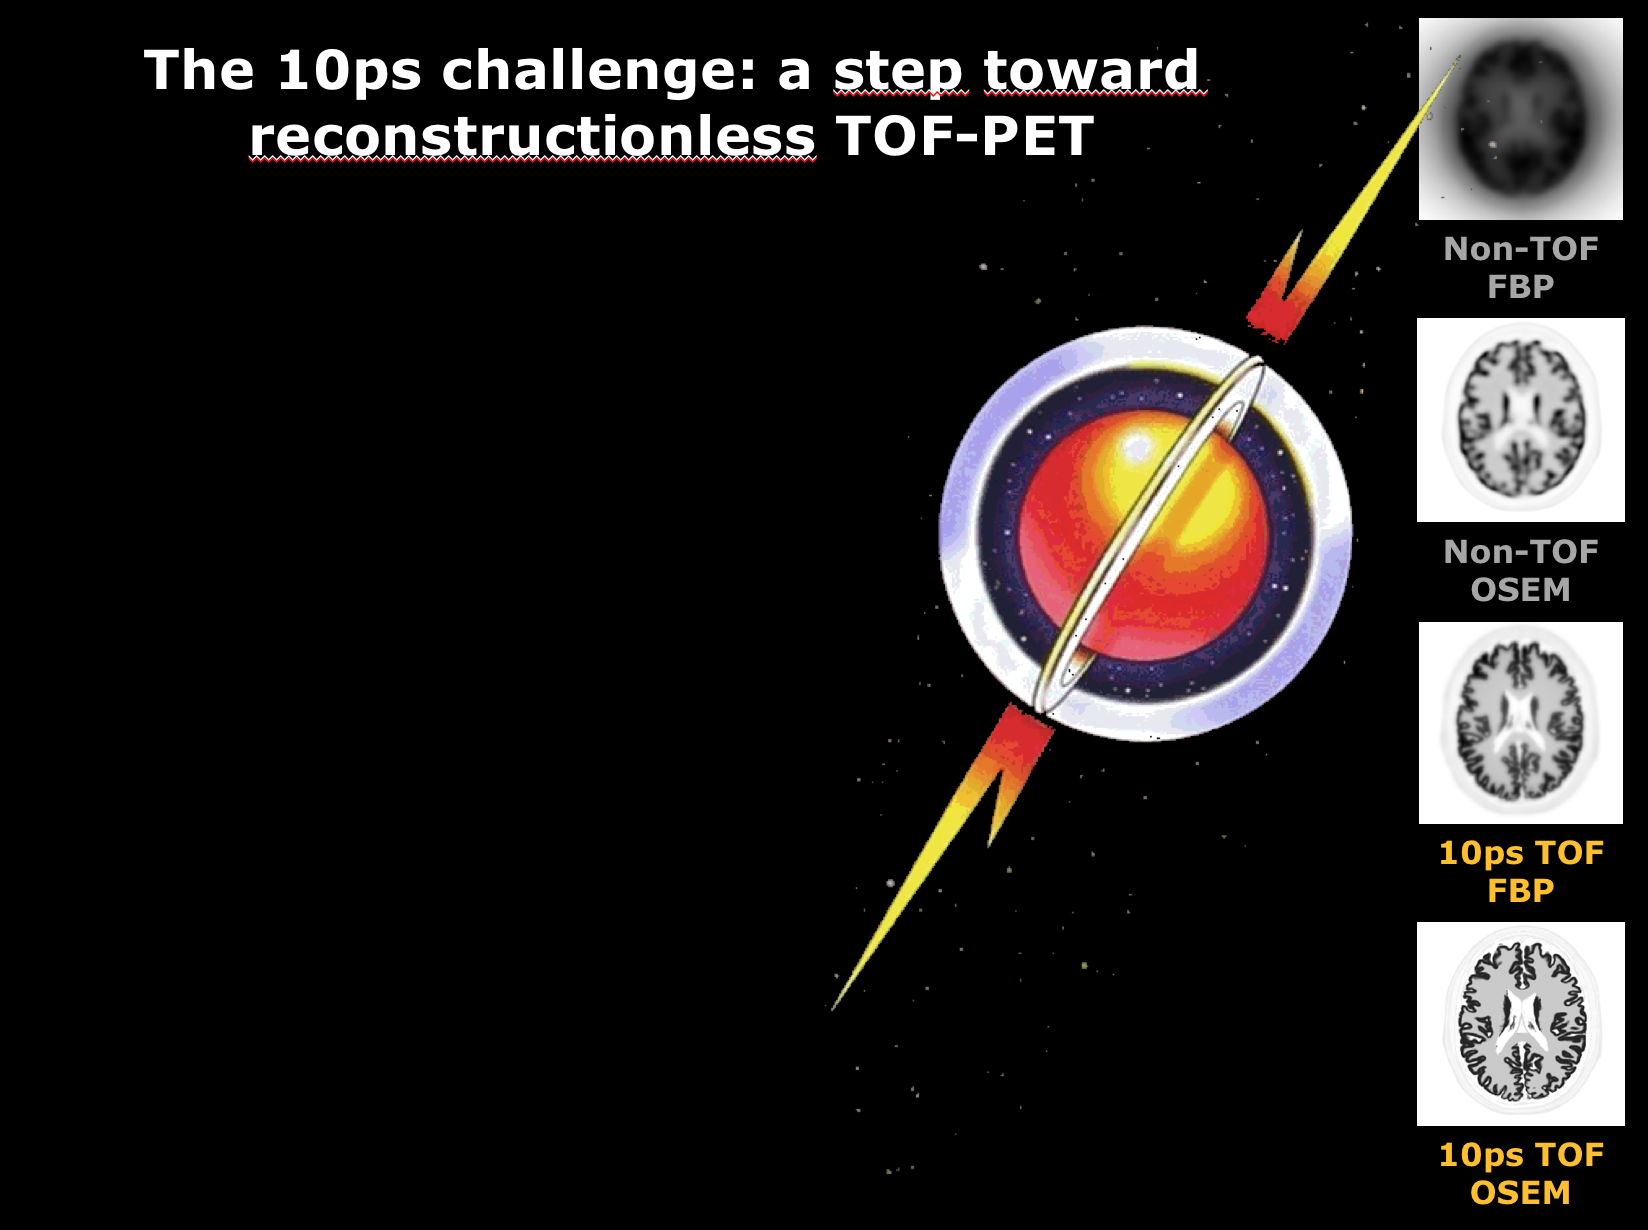 The 10ps challenge: a step toward
reconstructionless TOF-PET
Non-TOF
FBP
Non-TOF
OSEM
10ps TOF
FBP
10ps TOF
OSEM